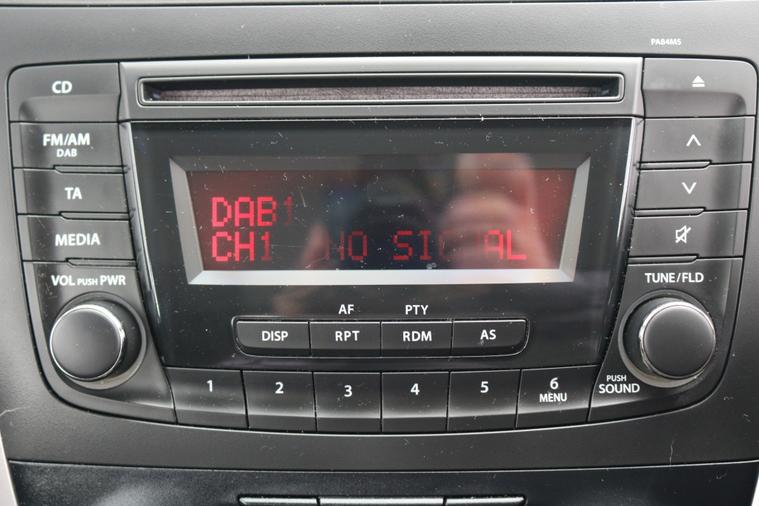 PA84M5
CD
FM/AM
DAB
TA
MEDIA
VOL PUSH PWR
DAB1
CH1 NO SIGNAL
TUNE/FLD
AF PTY
DISP RPT RDM AS
1 2 3 4 5 6
MENU
PUSH
SOUND